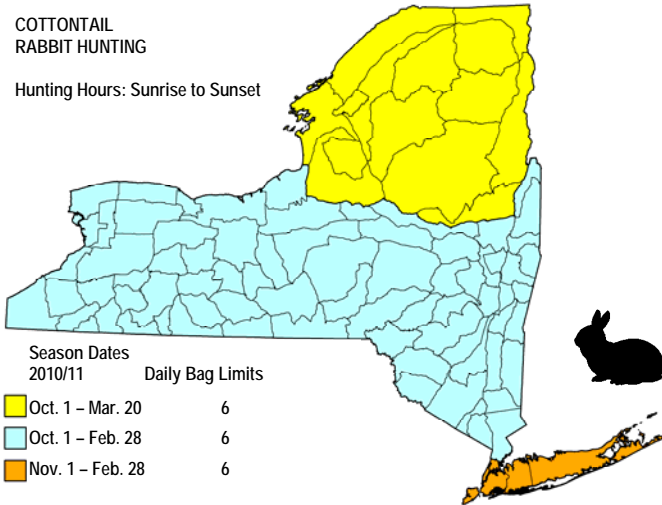 COTTONTAIL
RABBIT HUNTING
Hunting Hours: Sunrise to Sunset
Season Dates
2010/11 Daily Bag Limits
Oct. 1 – Mar. 20 6
Oct. 1 – Feb. 28 6
Nov. 1 – Feb. 28 6